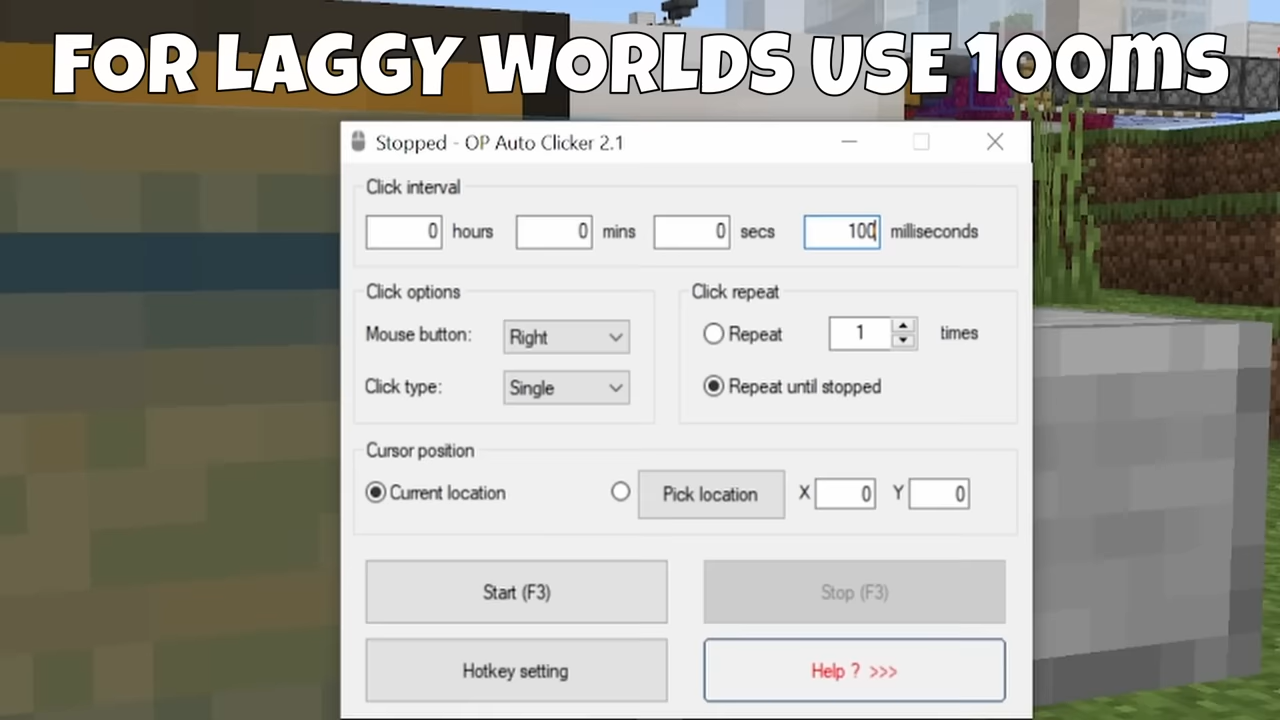 FOR LAGGY WORLDS USE 100ms
Stopped - OP Auto Clicker 2.1
Click interval
0 hours 0 mins 0 secs 100 milliseconds
Click options
Click repeat
Mouse button: Right
Repeat 1 times
Click type: Single
Repeat until stopped
Cursor position
Current location Pick location X 0 Y 0
Start (F3) Stop (F3)
Hotkey setting Help ? >>>